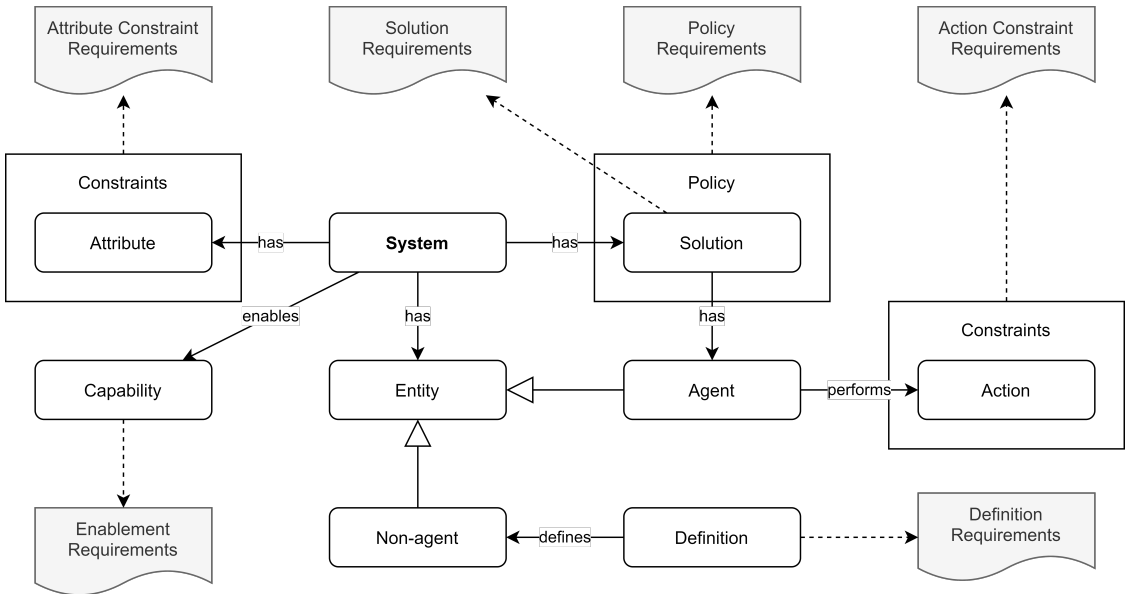 Attribute Constraint
Requirements
Solution
Requirements
Policy
Requirements
Action Constraint
Requirements
Constraints
Policy
Attribute
has
System
has
Solution
enables
has
has
Constraints
Capability
Entity
Agent
performs
Action
Enablement
Requirements
Non-agent
defines
Definition
Definition
Requirements